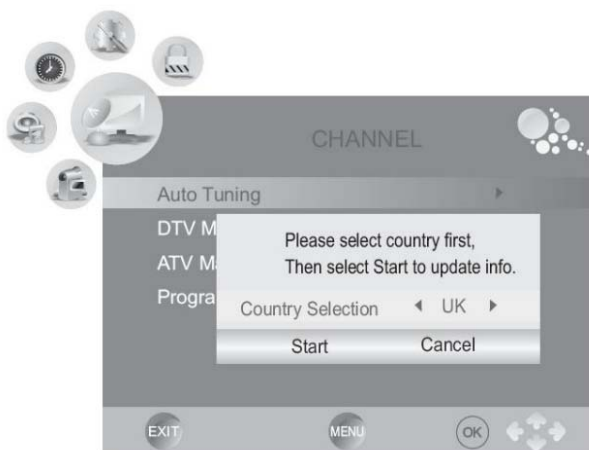 CHANNEL
Auto Tuning
DTV M
ATV M
Progra
Please select country first,
Then select Start to update info.
Country Selection UK
Start Cancel
EXIT MENU OK